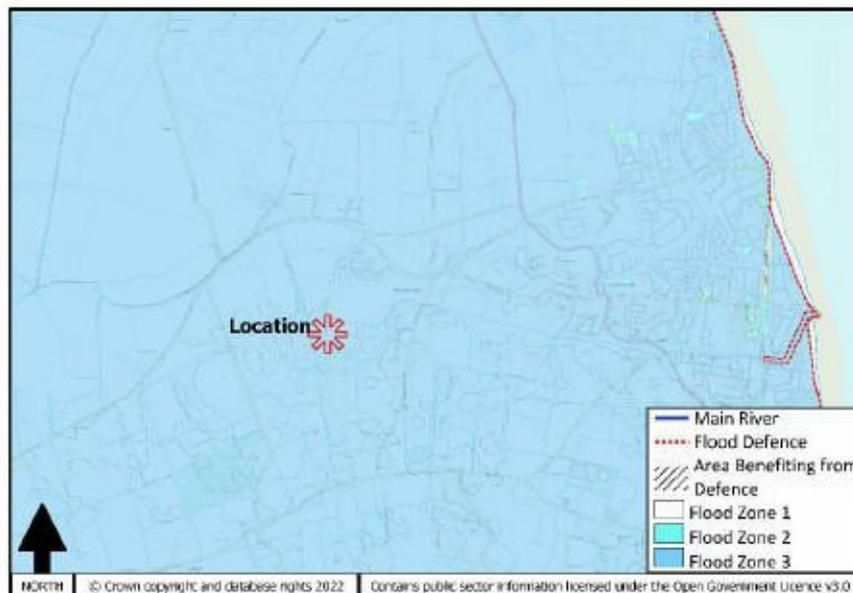 Location
Main River
Flood Defence
Area Benefiting from
Defence
Flood Zone 1
Flood Zone 2
Flood Zone 3
NORTH
© Crown copyright and database rights 2022
Contains public sector information licensed under the Open Government Licence v3.0